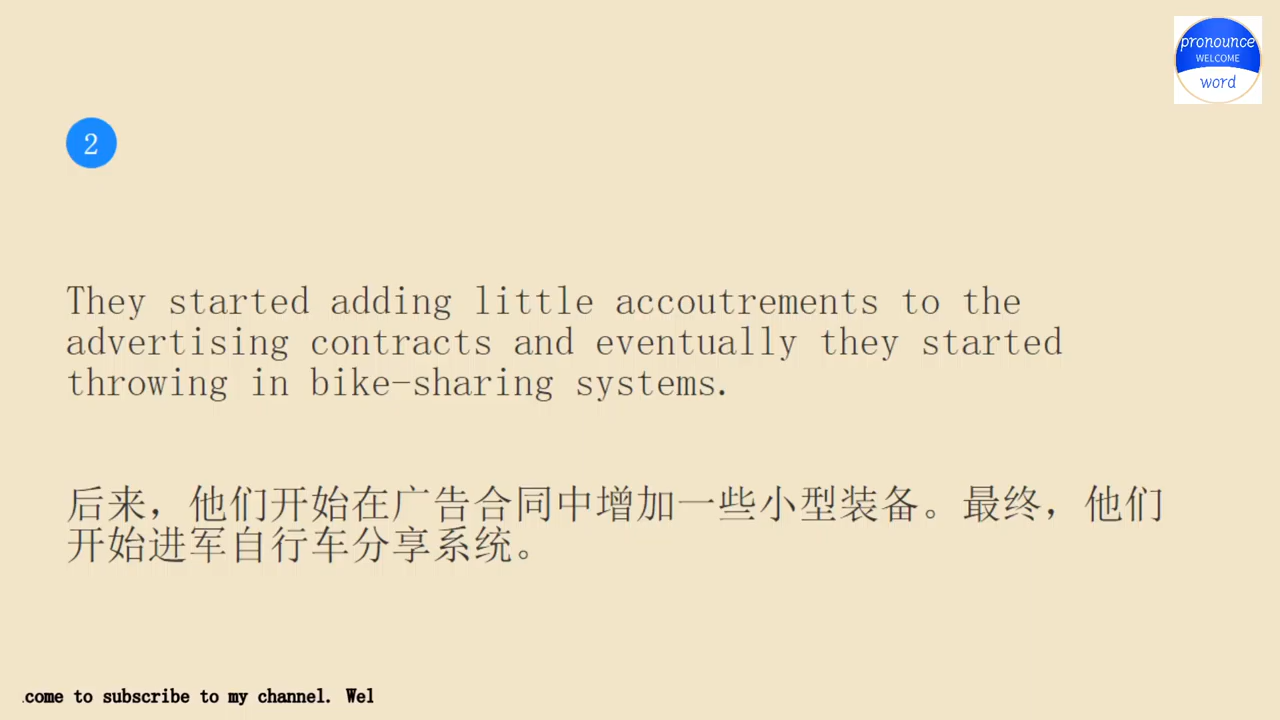 pronounce
WELCOME
word
2
They started adding little accoutrements to the
advertising contracts and eventually they started
throwing in bike-sharing systems.
后来，他们开始在广告合同中增加一些小型装备。最终，他们
开始进军自行车分享系统。
.come to subscribe to my channel. Wel